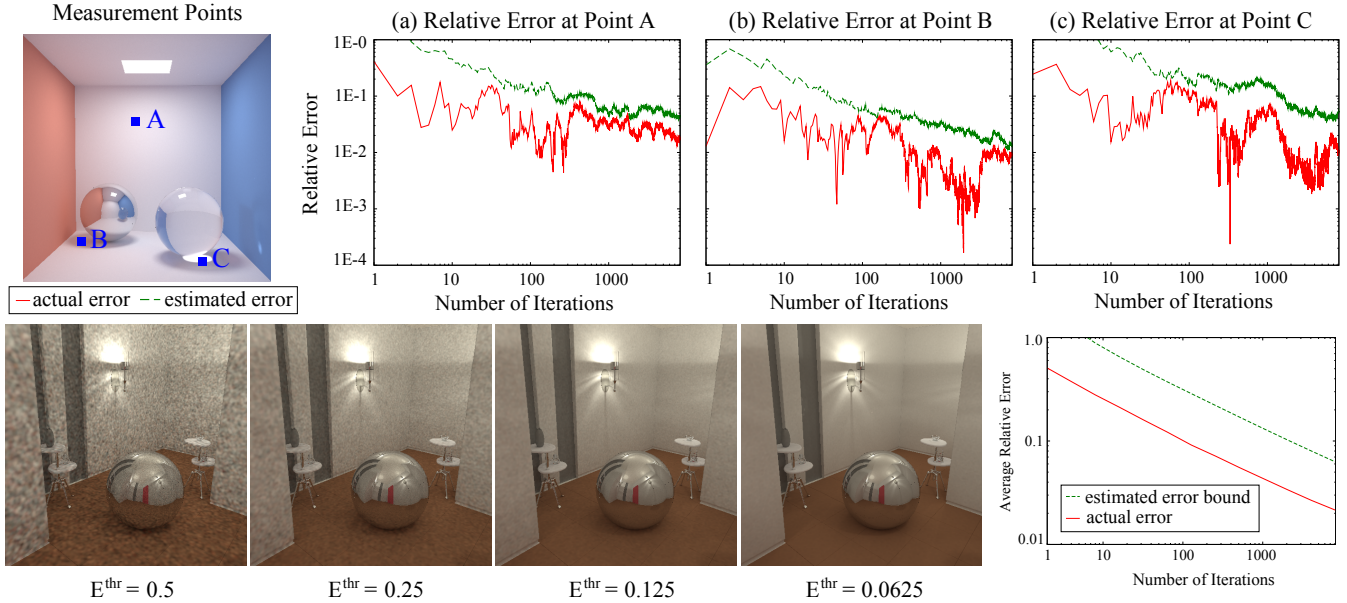 Measurement Points
A
B
C
actual error
estimated error
(a) Relative Error at Point A
(b) Relative Error at Point B
(c) Relative Error at Point C
Relative Error
1E-0
1E-1
1E-2
1E-3
1E-4
1 10 100 1000
Number of Iterations
1 10 100 1000
Number of Iterations
1 10 100 1000
Number of Iterations
E^thr = 0.5
E^thr = 0.25
E^thr = 0.125
E^thr = 0.0625
Average Relative Error
1.0
0.1
0.01
estimated error bound
actual error
1 10 100 1000
Number of Iterations